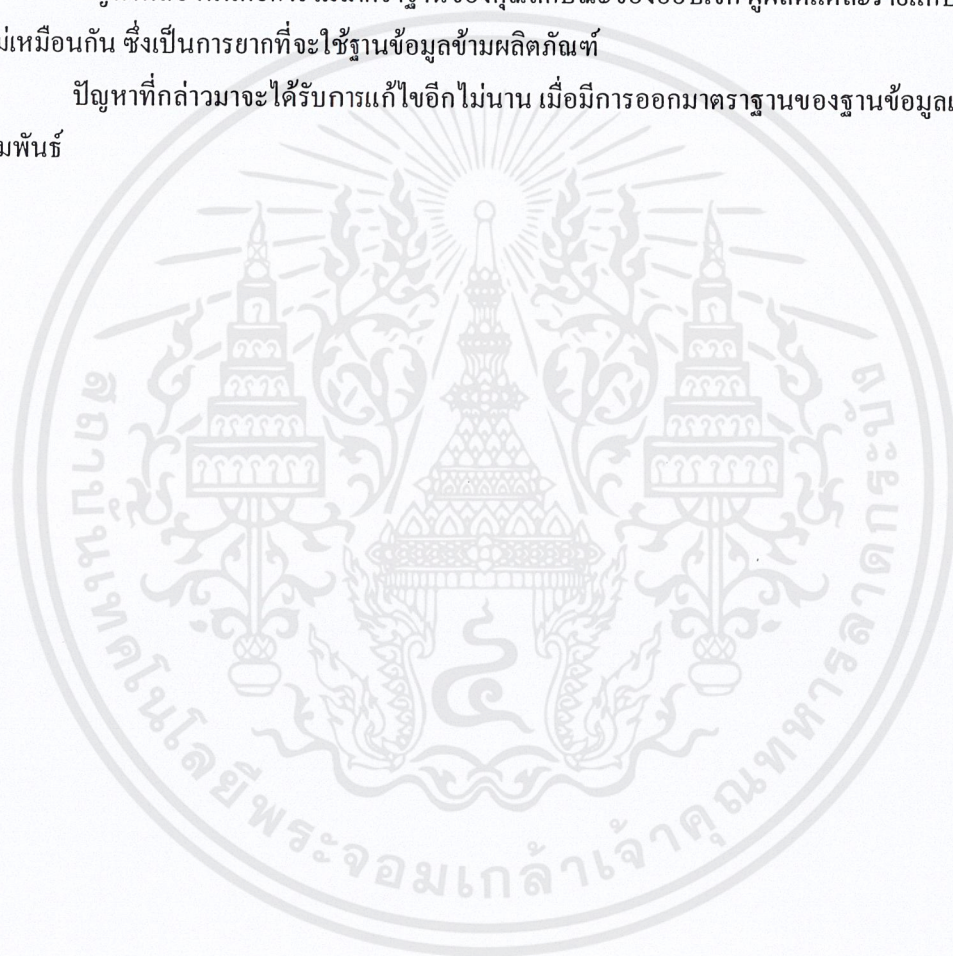 ม่เหมือนกัน ซึ่งเป็นการยากที่จะใช้ฐานข้อมูลข้ามผลิตภัณฑ์
ปัญหาที่กล่าวมาจะได้รับการแก้ไขอีกไม่นาน เมื่อมีการออกมาตราฐานของฐานข้อมูลเ
มพันธ์
สถาบันเทคโนโลยีพระจอมเกล้าเจ้าคุณทหารลาดกระบัง